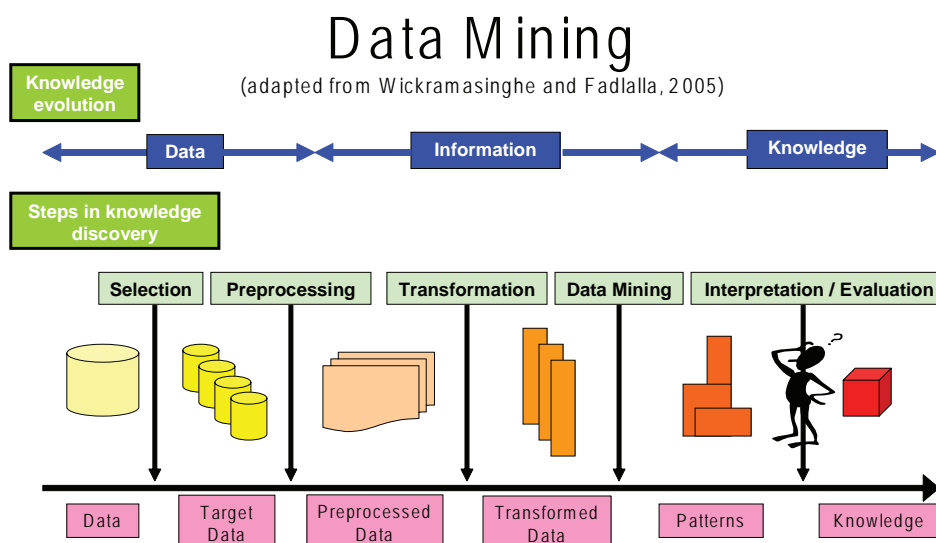 Data Mining
(adapted from Wickramasinghe and Fadlalla, 2005)
Knowledge
evolution
Data
Information
Knowledge
Steps in knowledge
discovery
Selection
Preprocessing
Transformation
Data Mining
Interpretation / Evaluation
?
Data
Target
Data
Preprocessed
Data
Transformed
Data
Patterns
Knowledge